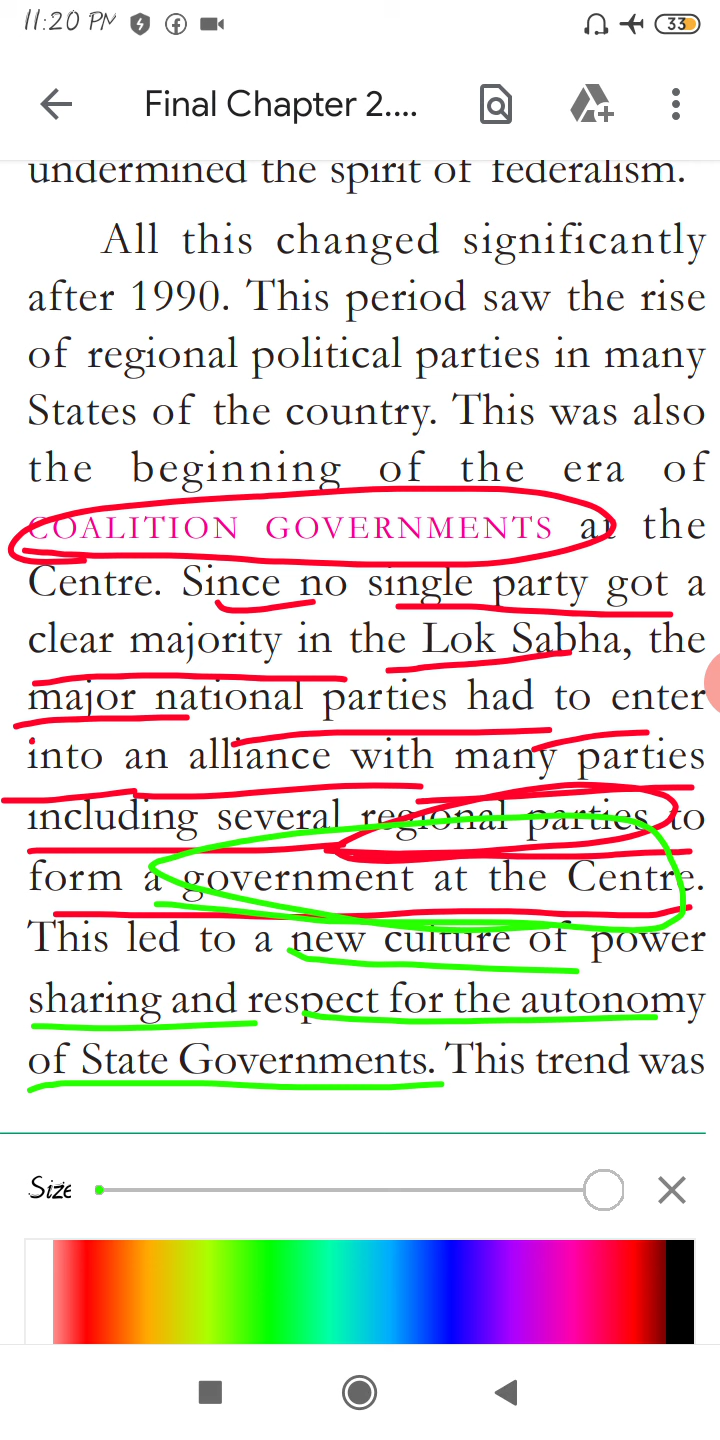 11:20 PM
33
Final Chapter 2....
undermined the spirit of federalism.
All this changed significantly
after 1990. This period saw the rise
of regional political parties in many
States of the country. This was also
the beginning of the era of
COALITION GOVERNMENTS at the
Centre. Since no single party got a
clear majority in the Lok Sabha, the
major national parties had to enter
into an alliance with many parties
including several regional parties to
form a government at the Centre.
This led to a new culture of power
sharing and respect for the autonomy
of State Governments. This trend was
Size